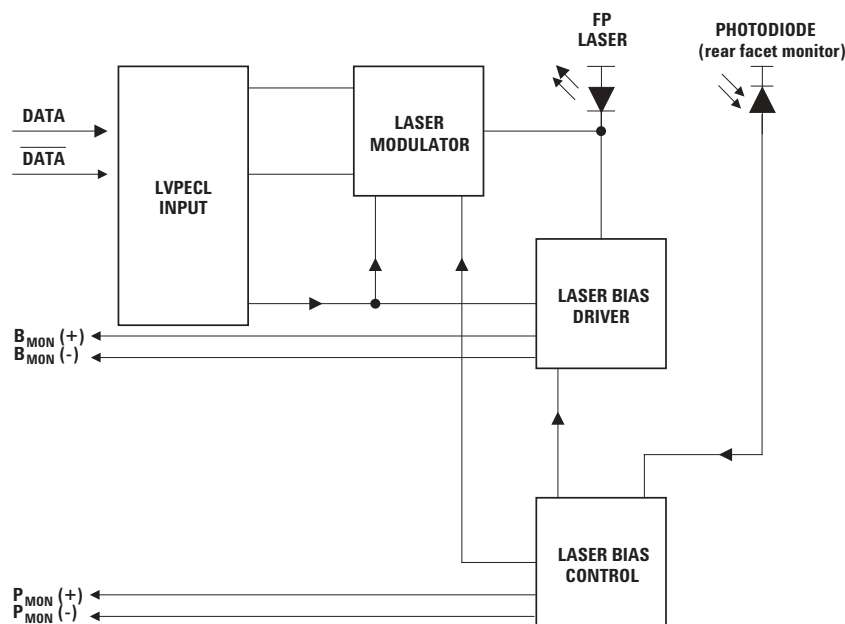 FP
LASER
PHOTODIODE
(rear facet monitor)
DATA
DATA
LVPECL
INPUT
LASER
MODULATOR
LASER BIAS
DRIVER
BMON (+)
BMON (-)
LASER BIAS
CONTROL
PMON (+)
PMON (-)